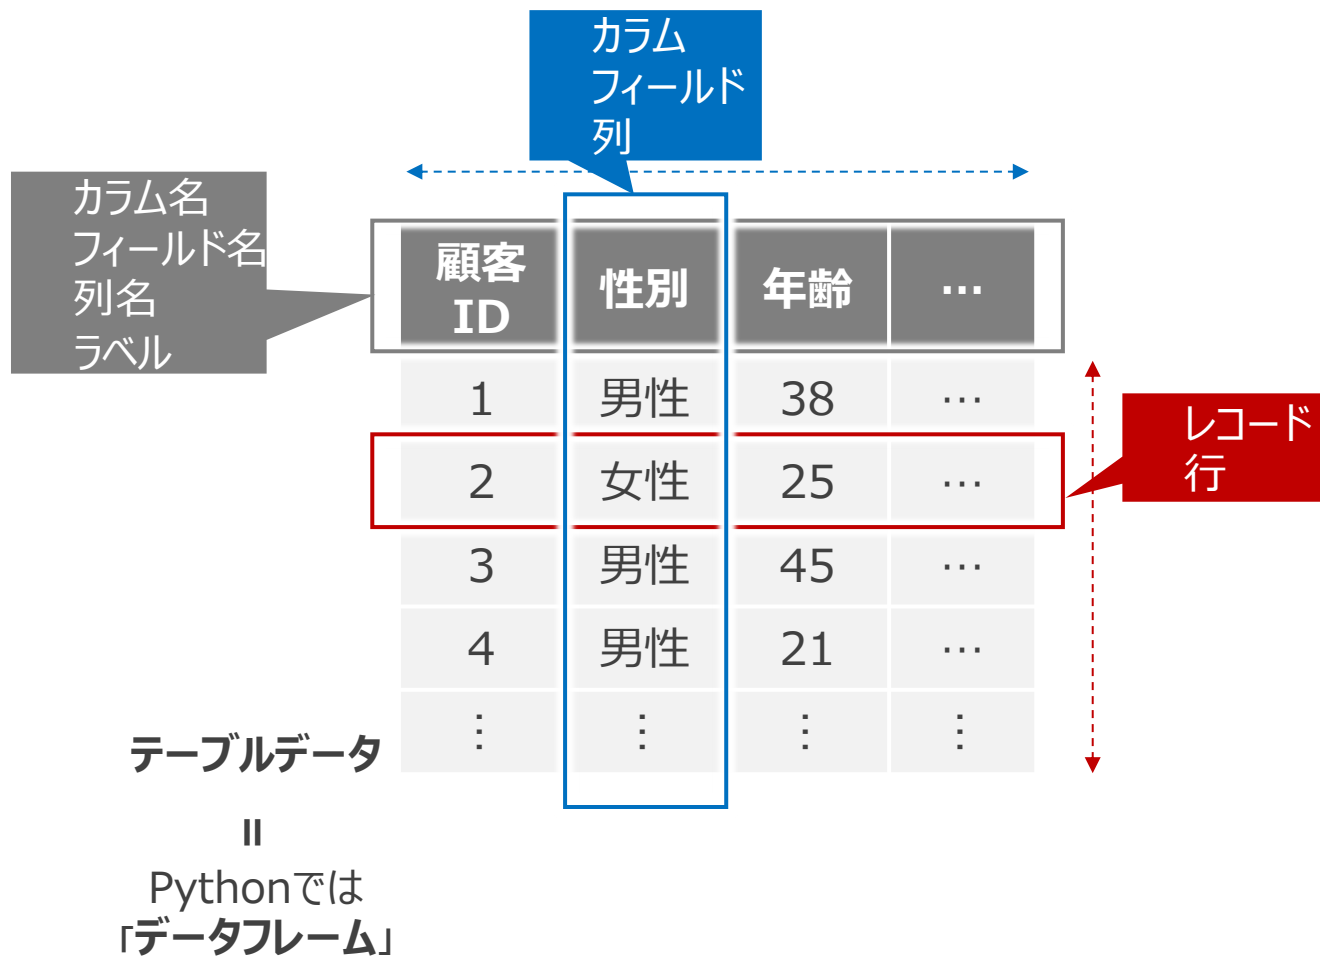 カラム
フィールド
列
カラム名
フィールド名
列名
ラベル
顧客
ID
性別
年齢
…
1
男性
38
…
2
女性
25
…
3
男性
45
…
4
男性
21
…
⋮
⋮
⋮
⋮
レコード
行
テーブルデータ
=
Pythonでは
「データフレーム」